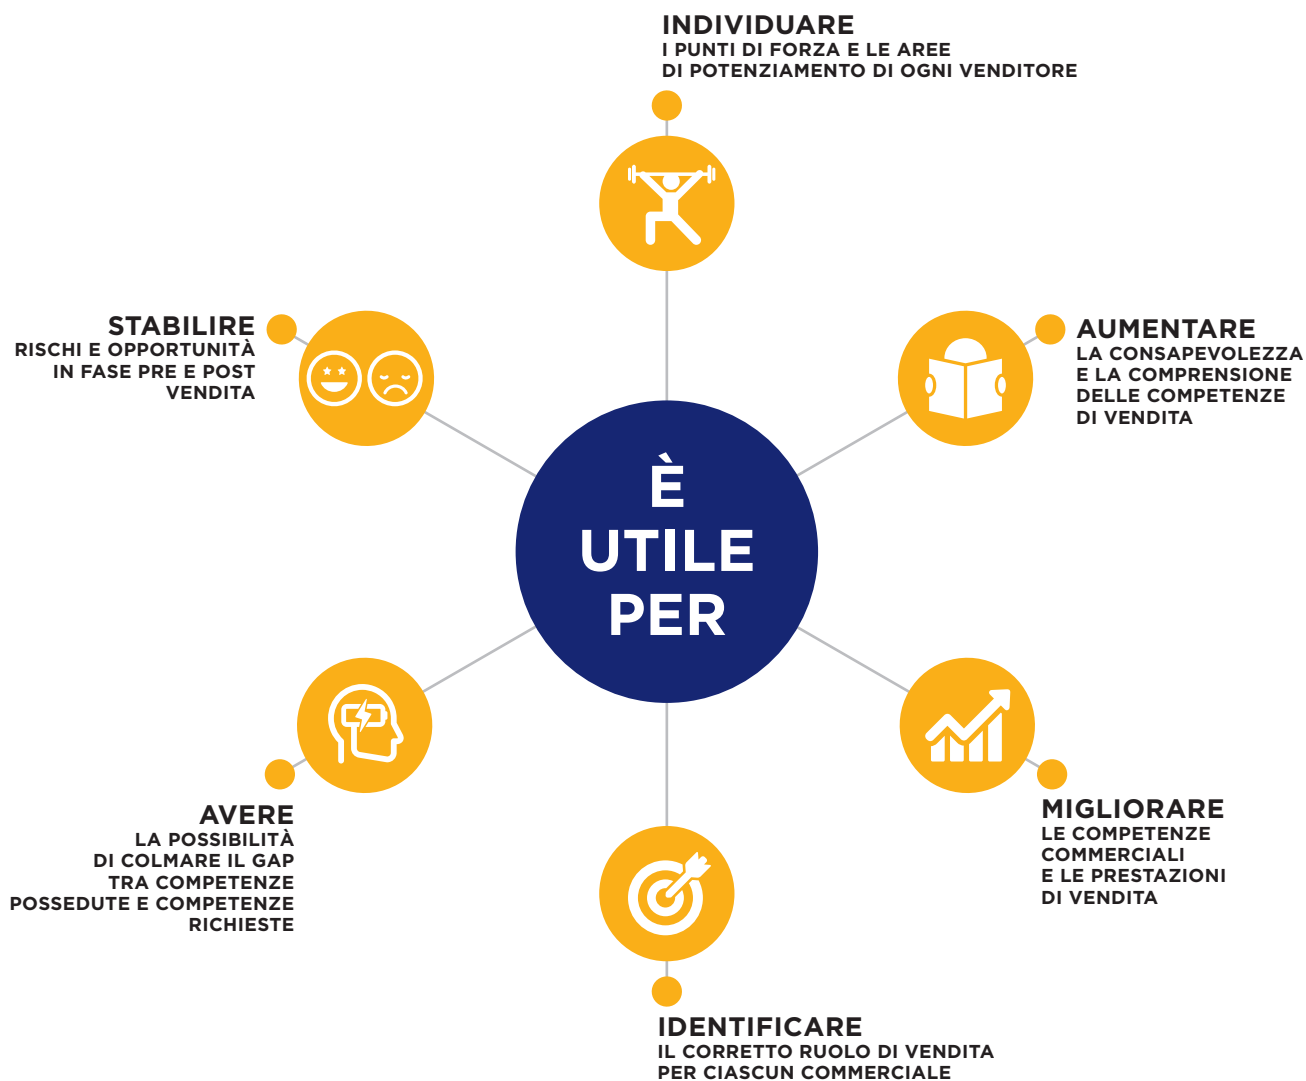 INDIVIDUARE
I PUNTI DI FORZA E LE AREE
DI POTENZIAMENTO DI OGNI VENDITORE
STABILIRE
RISCHI E OPPORTUNITÀ
IN FASE PRE E POST
VENDITA
AUMENTARE
LA CONSAPEVOLEZZA
E LA COMPRENSIONE
DELLE COMPETENZE
DI VENDITA
È
UTILE
PER
AVERE
LA POSSIBILITÀ
DI COLMARE IL GAP
TRA COMPETENZE
POSSEDUTE E COMPETENZE
RICHIESTE
MIGLIORARE
LE COMPETENZE
COMMERCIALI
E LE PRESTAZIONI
DI VENDITA
IDENTIFICARE
IL CORRETTO RUOLO DI VENDITA
PER CIASCUN COMMERCIALE